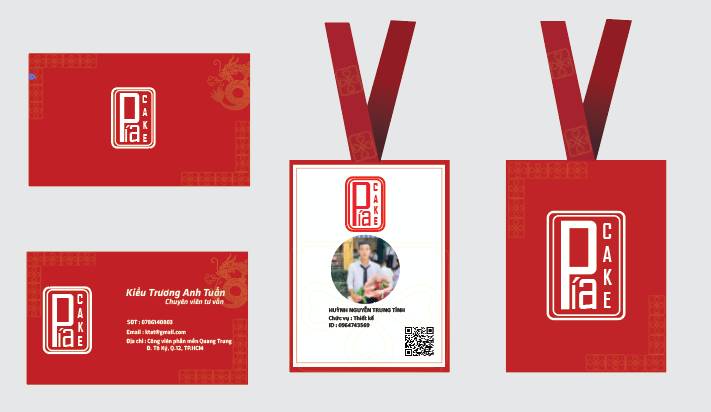 Pía
CAKE
Kiều Trương Anh Tuấn
Chuyên viên tư vấn
SĐT : 0786140803
Email : ktat@gmail.com
Địa chỉ : Công viên phần mềm Quang Trung
Đ. Tô Ký, Q.12, TP.HCM
Pía
CAKE
Pía
CAKE
HUỲNH NGUYỄN TRUNG TÍNH
Chức vụ : Thiết kế
ID : 0964743569
Pía
CAKE